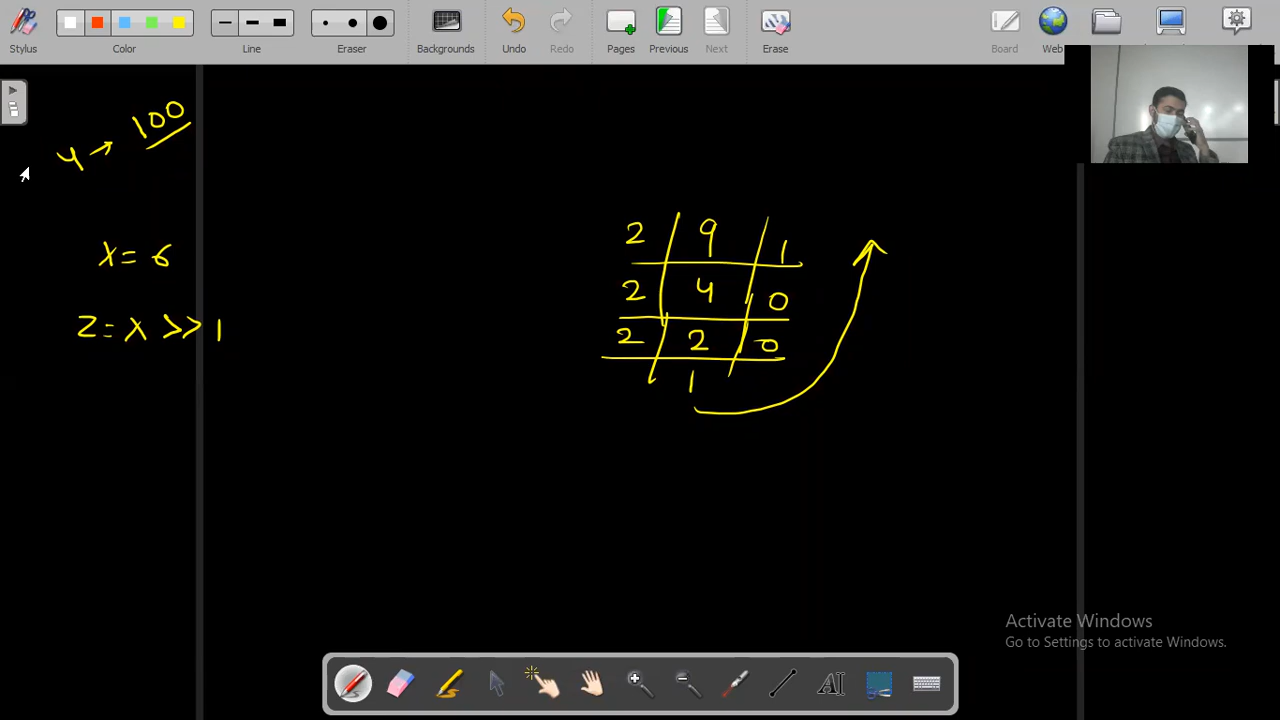 Stylus
Color
Line
Eraser
Backgrounds
Undo
Redo
Pages
Previous
Next
Erase
Board
Web
4 → 100
x = 6
z = x >> 1
2 9 1
2 4 0
2 2 0
1
Activate Windows
Go to Settings to activate Windows.
AI